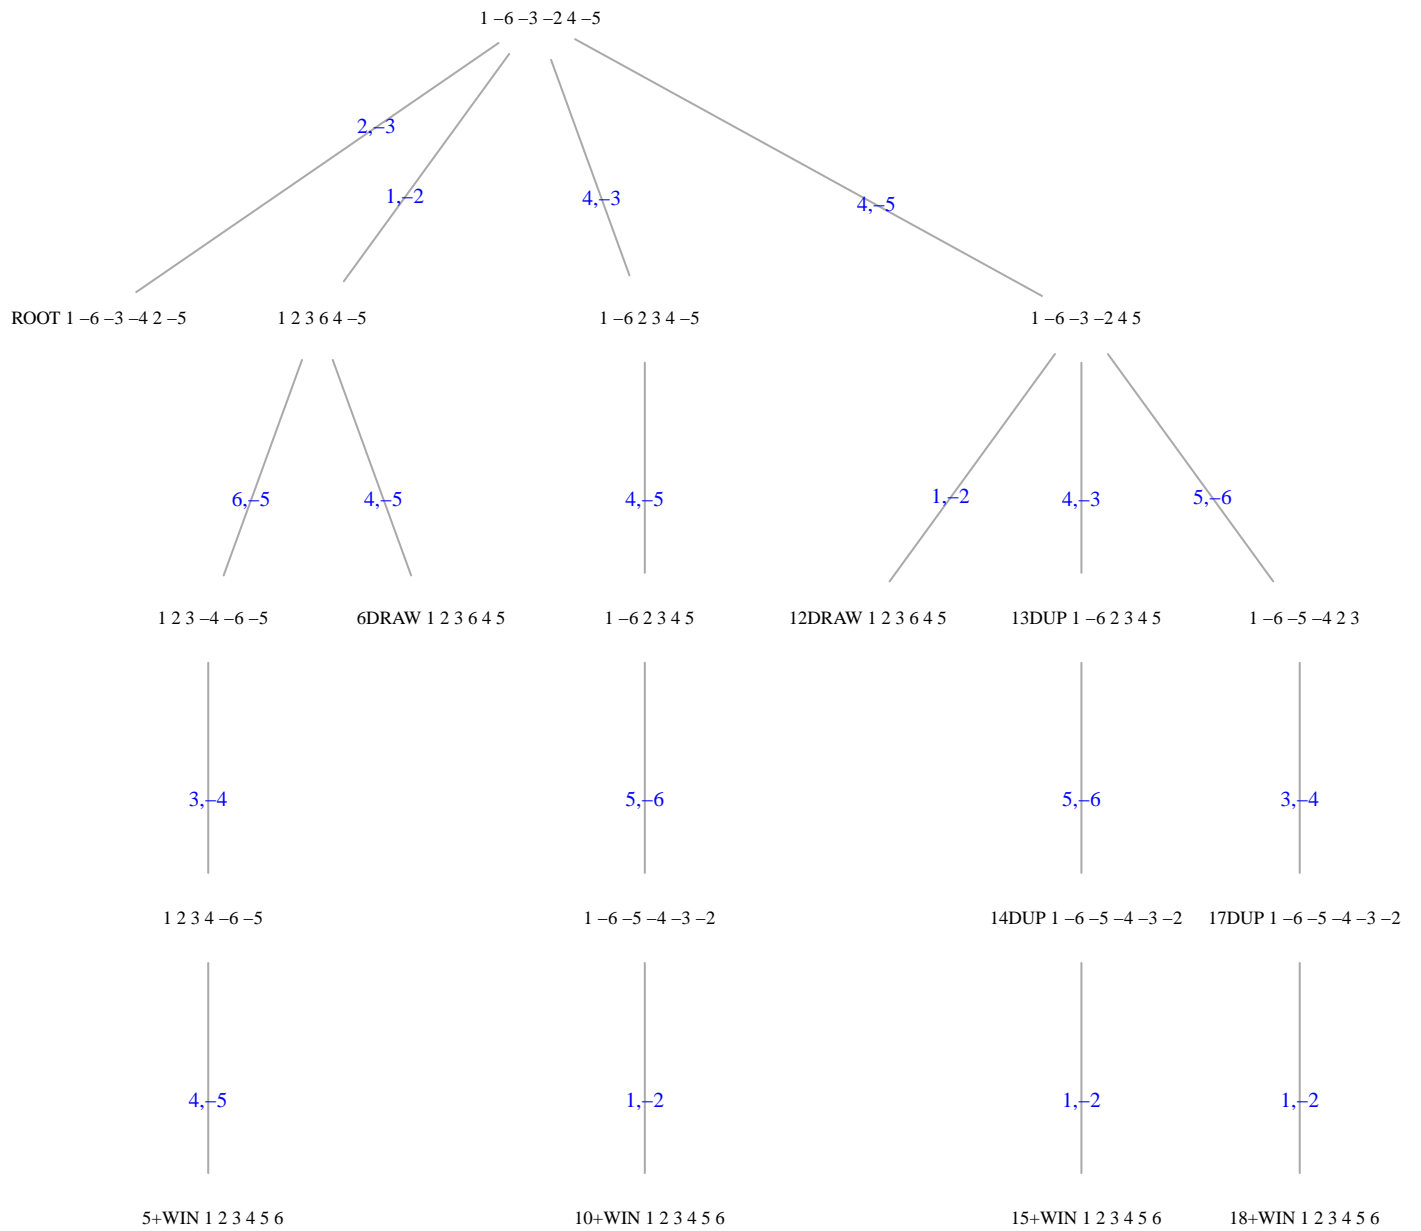 1 –6 –3 –2 4 –5
2,–3
1,–2
4,–3
4,–5
ROOT 1 –6 –3 –4 2 –5
1 2 3 6 4 –5
1 –6 2 3 4 –5
1 –6 –3 –2 4 5
6,–5
4,–5
4,–5
1,–2
4,–3
5,–6
1 2 3 –4 –6 –5
6DRAW 1 2 3 6 4 5
1 –6 2 3 4 5
12DRAW 1 2 3 6 4 5
13DUP 1 –6 2 3 4 5
1 –6 –5 –4 2 3
3,–4
5,–6
5,–6
3,–4
1 2 3 4 –6 –5
1 –6 –5 –4 –3 –2
14DUP 1 –6 –5 –4 –3 –2
17DUP 1 –6 –5 –4 –3 –2
4,–5
1,–2
1,–2
1,–2
5+WIN 1 2 3 4 5 6
10+WIN 1 2 3 4 5 6
15+WIN 1 2 3 4 5 6
18+WIN 1 2 3 4 5 6